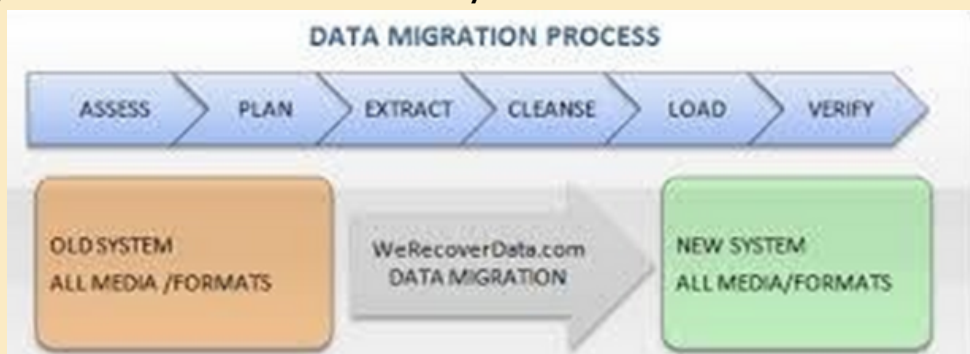 DATA MIGRATION PROCESS
ASSESS PLAN EXTRACT CLEANSE LOAD VERIFY
OLD SYSTEM
ALL MEDIA /FORMATS
WeRecoverData.com
DATA MIGRATION
NEW SYSTEM
ALL MEDIA/FORMATS